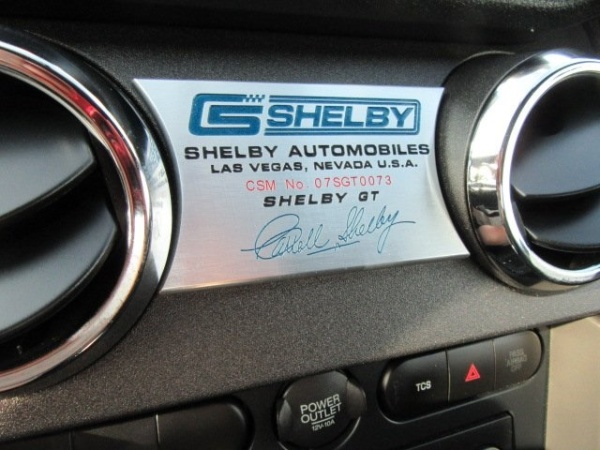 CS SHELBY
SHELBY AUTOMOBILES
LAS VEGAS, NEVADA U.S.A.
CSM No. 07SGT0073
SHELBY GT
Carroll Shelby
TCS
POWER
OUTLET
12V-10A